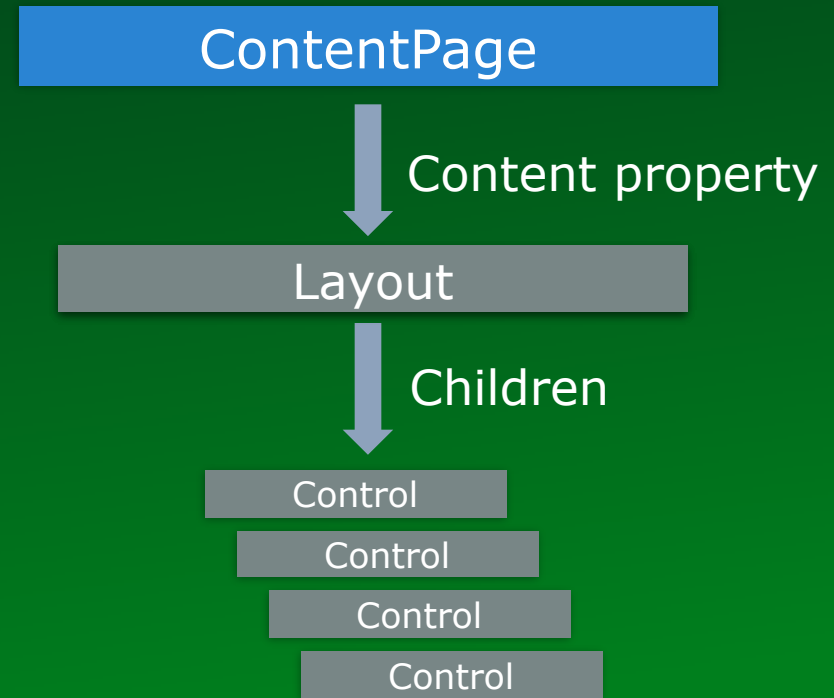 ContentPage
Content property
Layout
Children
Control
Control
Control
Control